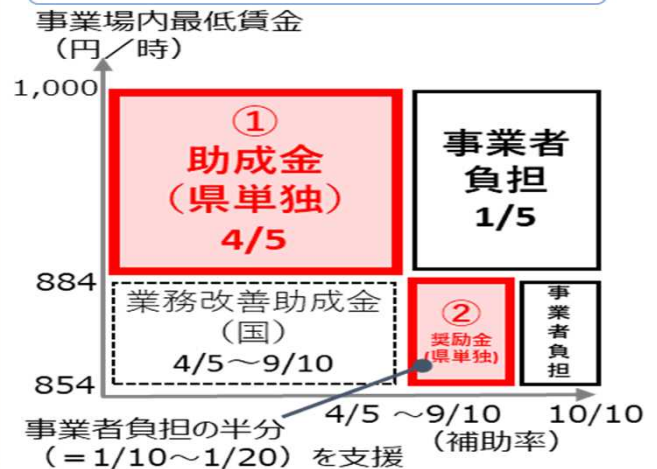 事業場内最低賃金
（円／時）
1,000
①
助成金
（県単独）
4/5
事業者
負担
1/5
884
業務改善助成金
（国）
4/5～9/10
②
奨励金
(県単独)
事業者負担
854
4/5 ～9/10 10/10
（補助率）
事業者負担の半分
（＝1/10～1/20）を支援